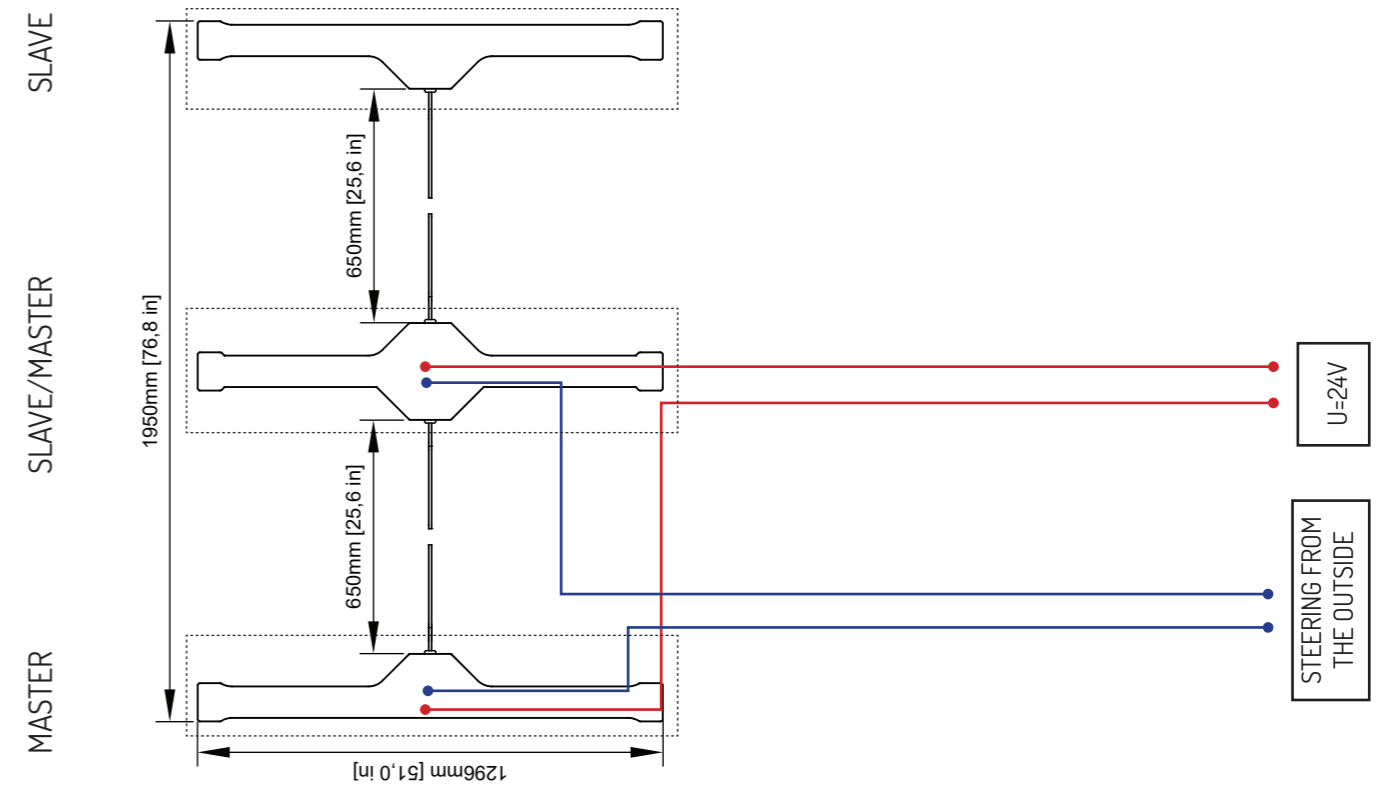 SLAVE
SLAVE/MASTER
MASTER
1950mm [76,8 in]
650mm [25,6 in]
650mm [25,6 in]
1296mm [51,0 in]
U=24V
STEERING FROM
THE OUTSIDE